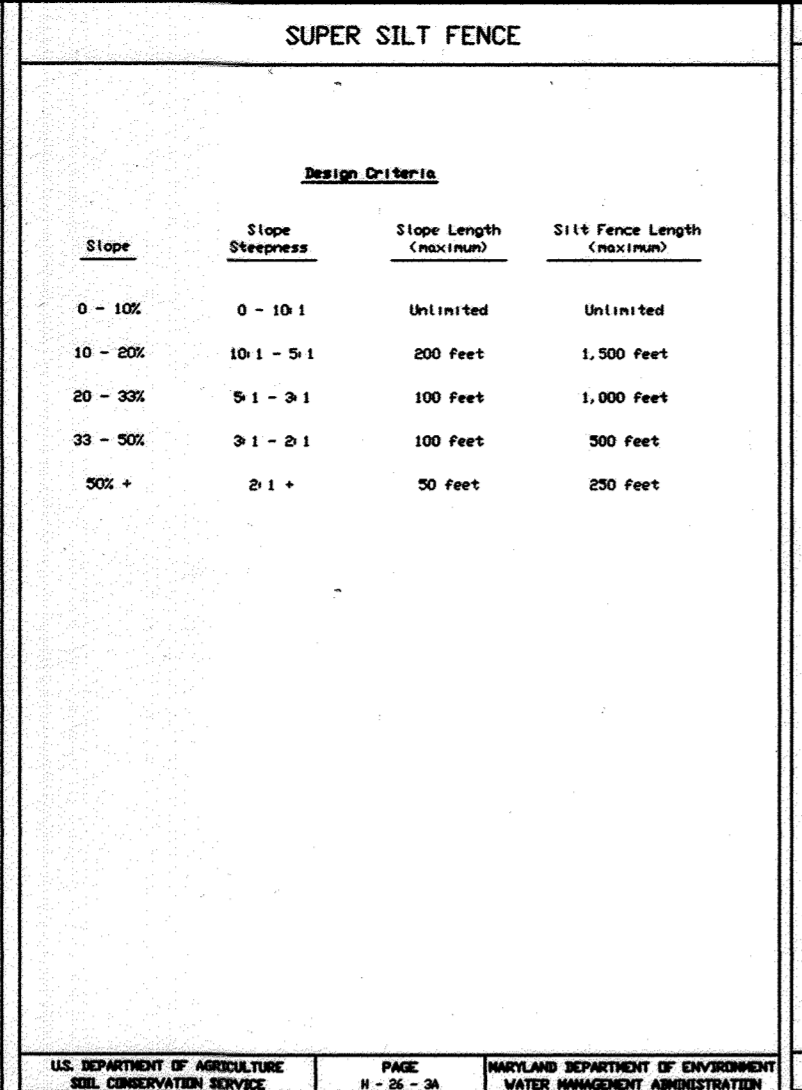 SUPER SILT FENCE
Design Criteria
Slope Slope Steepness Slope Length (maximum) Silt Fence Length (maximum)
0 - 10% 0 - 10:1 Unlimited Unlimited
10 - 20% 10:1 - 5:1 200 feet 1,500 feet
20 - 33% 5:1 - 3:1 100 feet 1,000 feet
33 - 50% 3:1 - 2:1 100 feet 500 feet
50% + 2:1 + 50 feet 250 feet
U.S. DEPARTMENT OF AGRICULTURE PAGE MARYLAND DEPARTMENT OF ENVIRONMENT
SOIL CONSERVATION SERVICE H - 26 - 3A WATER MANAGEMENT ADMINISTRATION